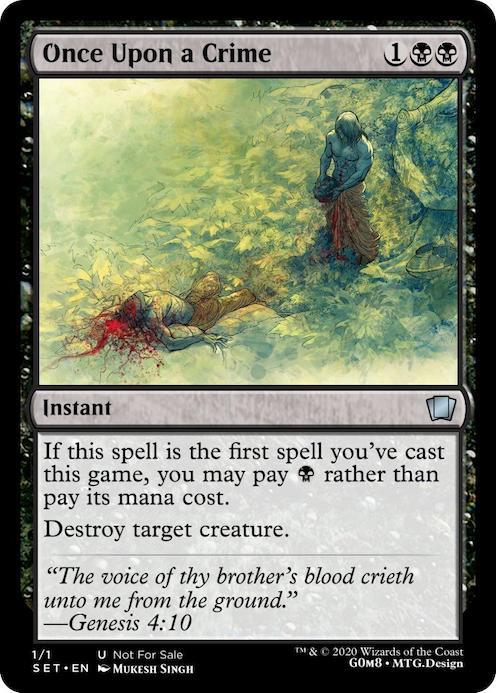 Once Upon a Crime 1
Instant
If this spell is the first spell you've cast
this game, you may pay rather than
pay its mana cost.
Destroy target creature.
“The voice of thy brother's blood crieth
unto me from the ground.”
—Genesis 4:10
1/1 U Not For Sale ™ & © 2020 Wizards of the Coast
SET • EN Mukesh Singh G0m8 • MTG.Design